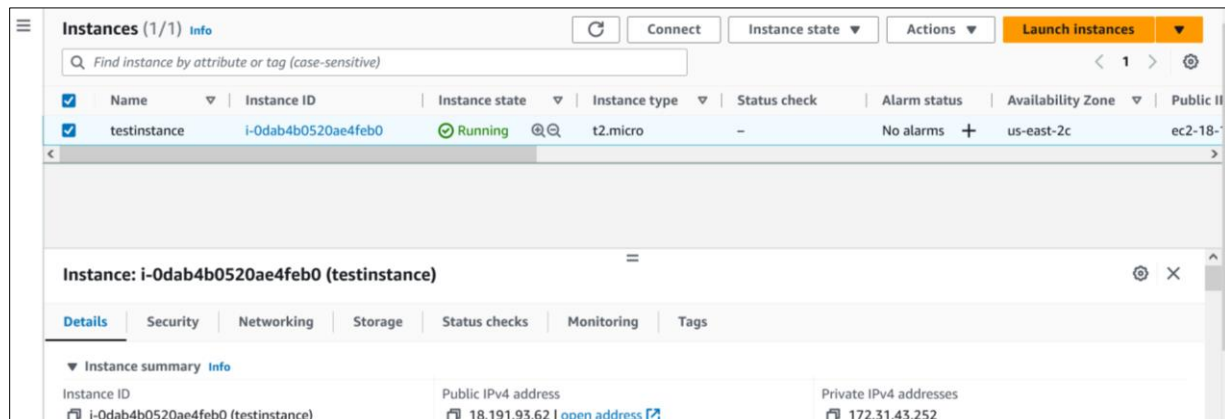 Instances (1/1) Info
Connect
Instance state
Actions
Launch instances
Find instance by attribute or tag (case-sensitive)
1
Name Instance ID Instance state Instance type Status check Alarm status Availability Zone Public
testinstance i-0dab4b0520ae4feb0 Running t2.micro – No alarms + us-east-2c ec2-18-
Instance: i-0dab4b0520ae4feb0 (testinstance)
Details Security Networking Storage Status checks Monitoring Tags
Instance summary Info
Instance ID Public IPv4 address Private IPv4 addresses
i-0dab4b0520ae4feb0 (testinstance) 18.191.93.62 | open address 172.31.43.252